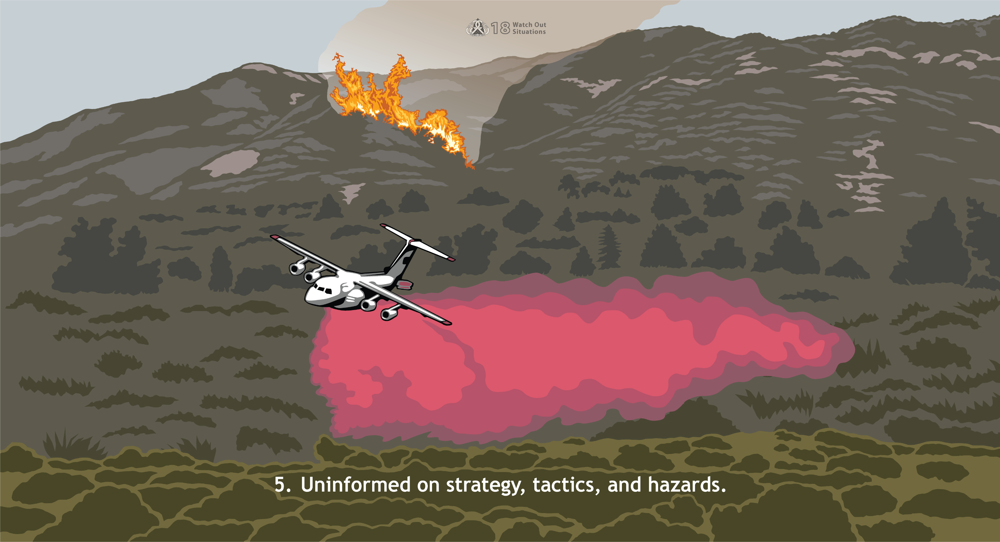 18 Watch Out
Situations
5. Uninformed on strategy, tactics, and hazards.